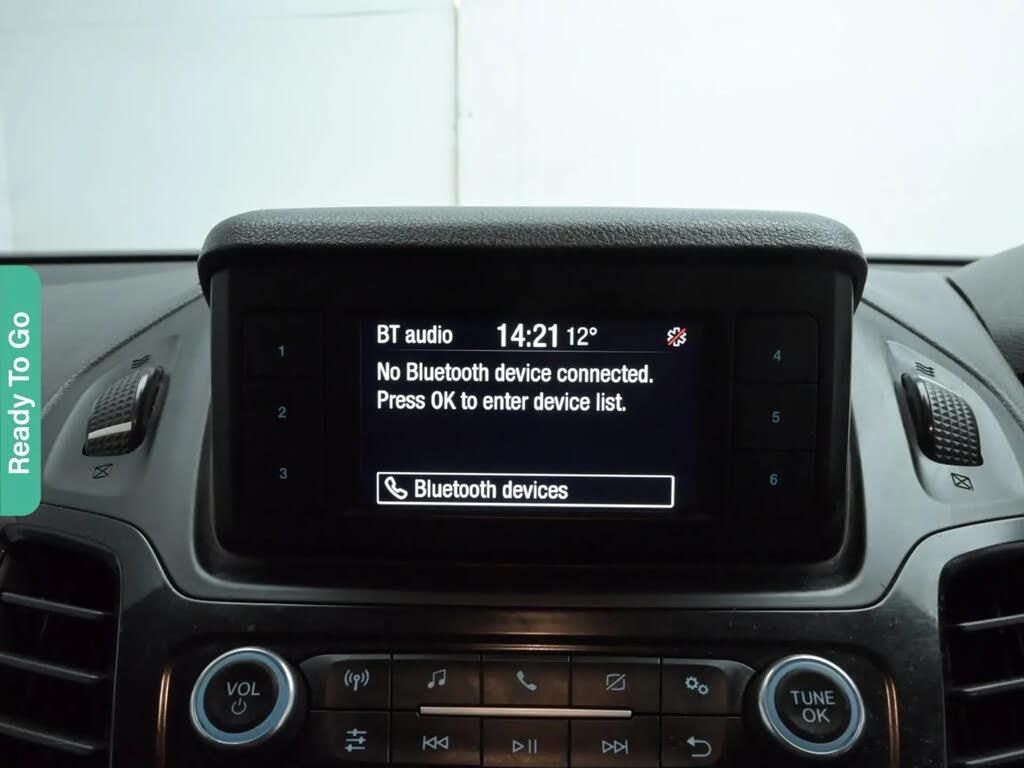 Ready To Go
BT audio 14:21 12°
No Bluetooth device connected.
Press OK to enter device list.
Bluetooth devices
1
2
3
4
5
6
VOL
TUNE
OK